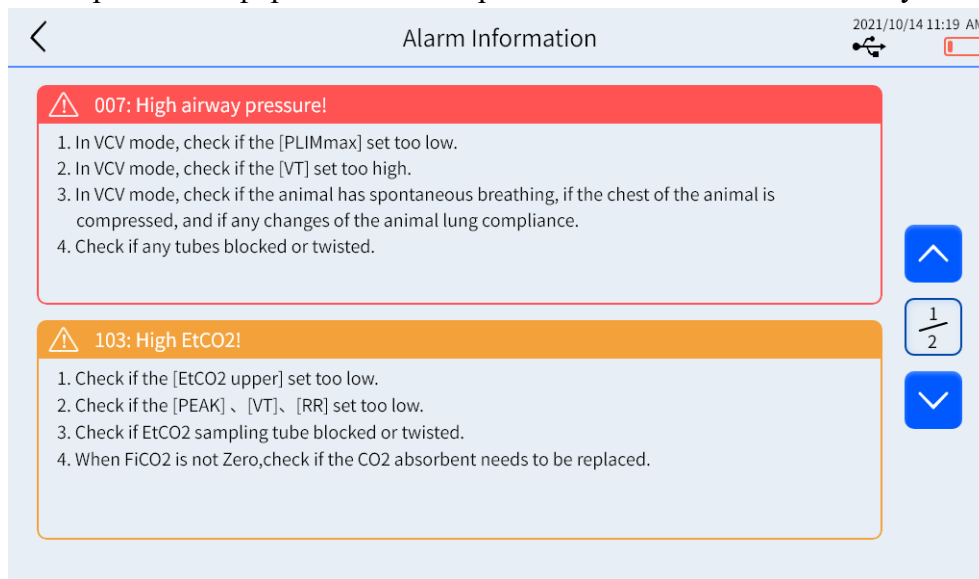 Alarm Information
2021/10/14 11:19 AM
007: High airway pressure!
1. In VCV mode, check if the [PLIMmax] set too low.
2. In VCV mode, check if the [VT] set too high.
3. In VCV mode, check if the animal has spontaneous breathing, if the chest of the animal is
compressed, and if any changes of the animal lung compliance.
4. Check if any tubes blocked or twisted.
1
2
103: High EtCO2!
1. Check if the [EtCO2 upper] set too low.
2. Check if the [PEAK] 、[VT]、[RR] set too low.
3. Check if EtCO2 sampling tube blocked or twisted.
4. When FiCO2 is not Zero,check if the CO2 absorbent needs to be replaced.